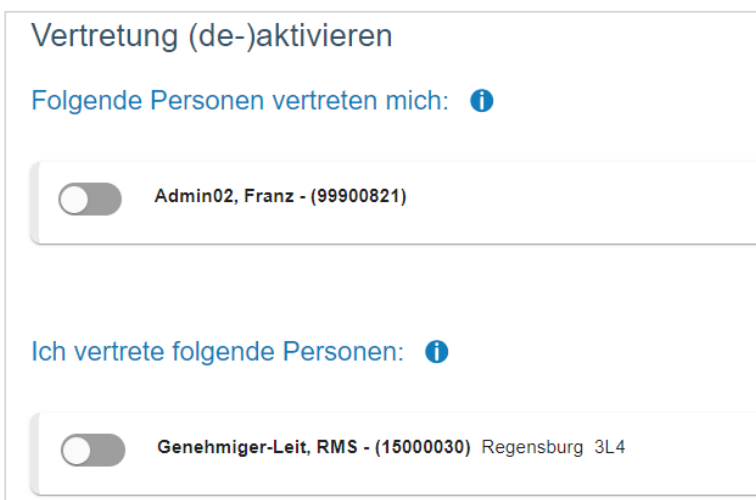 Vertretung (de-)aktivieren
Folgende Personen vertreten mich:
Admin02, Franz - (99900821)
Ich vertrete folgende Personen:
Genehmiger-Leit, RMS - (15000030) Regensburg 3L4